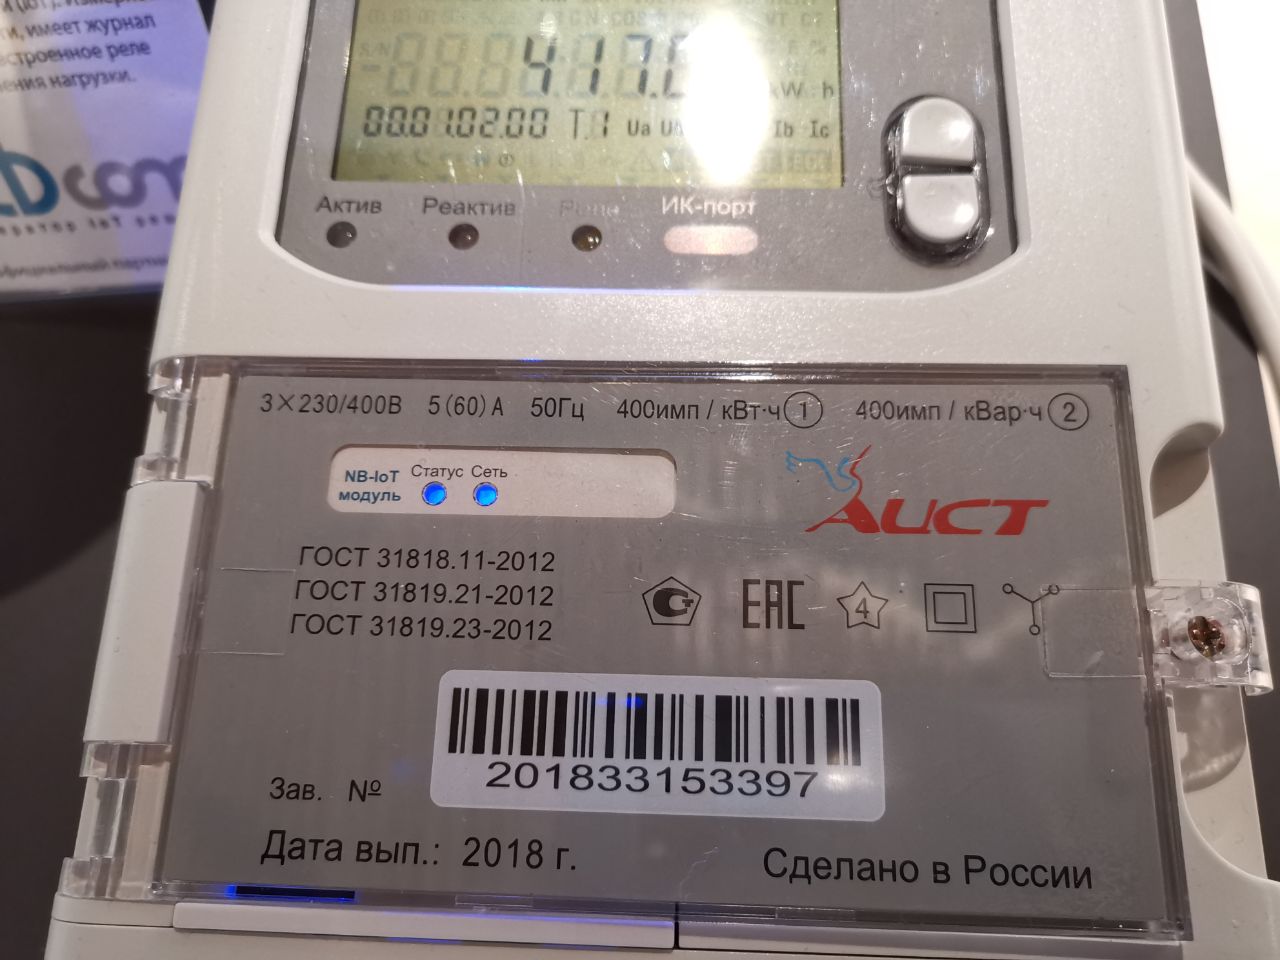 имеет журнал
встроенное реле
нагрузки.
417.
kW h
00.01.02.00 T 1 Ua Ib Ic
Актив Реактив Реле ИК-порт
3×230/400В 5(60)А 50Гц 400имп / кВт·ч ① 400имп / кВар·ч ②
NB-IoT модуль Статус Сеть
АИСТ
ГОСТ 31818.11-2012
ГОСТ 31819.21-2012
ГОСТ 31819.23-2012
ЕАС 4
201833153397
Зав. №
Дата вып.: 2018 г.
Сделано в России